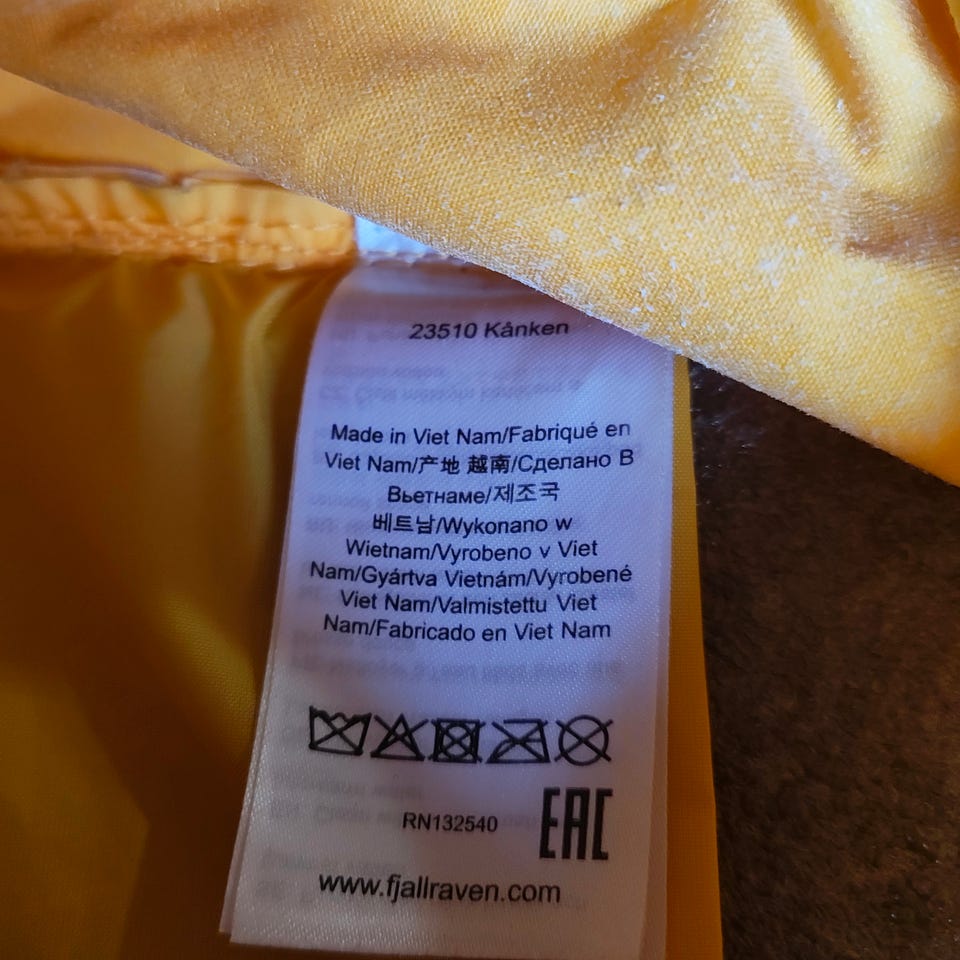 23510 Kånken
Made in Viet Nam/Fabriqué en
Viet Nam/产地 越南/Сделано В
Вьетнаме/제조국
베트남/Wykonano w
Wietnam/Vyrobeno v Viet
Nam/Gyártva Vietnám/Vyrobené
Viet Nam/Valmistettu Viet
Nam/Fabricado en Viet Nam
RN132540
EAC
www.fjallraven.com